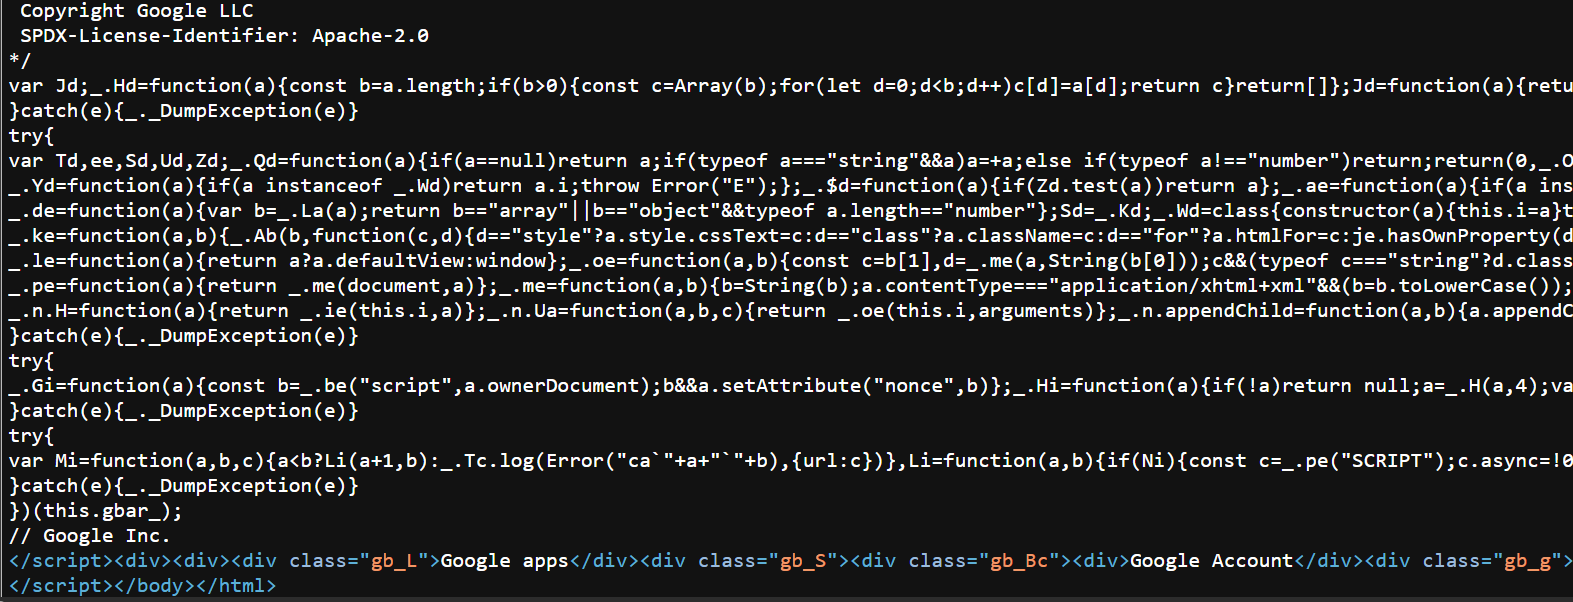 Copyright Google LLC
SPDX-License-Identifier: Apache-2.0
*/
var Jd;_.Hd=function(a){const b=a.length;if(b>0){const c=Array(b);for(let d=0;d<b;d++)c[d]=a[d];return c}return[]};Jd=function(a){retu
}catch(e){_._DumpException(e)}
try{
var Td,ee,Sd,Ud,Zd;_.Qd=function(a){if(a==null)return a;if(typeof a==="string"&&a)a=+a;else if(typeof a!=="number")return;return(0,_.O
_.Yd=function(a){if(a instanceof _.Wd)return a.i;throw Error("E");};_.$d=function(a){if(Zd.test(a))return a};_.ae=function(a){if(a ins
_.de=function(a){var b=_.La(a);return b=="array"||b=="object"&&typeof a.length=="number"};Sd=_.Kd;_.Wd=class{constructor(a){this.i=a}t
_.ke=function(a,b){_.Ab(b,function(c,d){d=="style"?a.style.cssText=c:d=="class"?a.className=c:d=="for"?a.htmlFor=c:je.hasOwnProperty(d
_.le=function(a){return a?a.defaultView:window};_.oe=function(a,b){const c=b[1],d=_.me(a,String(b[0]));c&&(typeof c==="string"?d.class
_.pe=function(a){return _.me(document,a)};_.me=function(a,b){b=String(b);a.contentType==="application/xhtml+xml"&&(b=b.toLowerCase());
_.n.H=function(a){return _.ie(this.i,a)};_.n.Ua=function(a,b,c){return _.oe(this.i,arguments)};_.n.appendChild=function(a,b){a.appendC
}catch(e){_._DumpException(e)}
try{
_.Gi=function(a){const b=_.be("script",a.ownerDocument);b&&a.setAttribute("nonce",b)};_.Hi=function(a){if(!a)return null;a=_.H(a,4);va
}catch(e){_._DumpException(e)}
try{
var Mi=function(a,b,c){a<b?Li(a+1,b):_.Tc.log(Error("ca`"+a+"`"+b),{url:c})},Li=function(a,b){if(Ni){const c=_.pe("SCRIPT");c.async=!0
}catch(e){_._DumpException(e)}
})(this.gbar_);
// Google Inc.
</script><div><div><div class="gb_L">Google apps</div><div class="gb_S"><div class="gb_Bc"><div>Google Account</div><div class="gb_g">
</script></body></html>